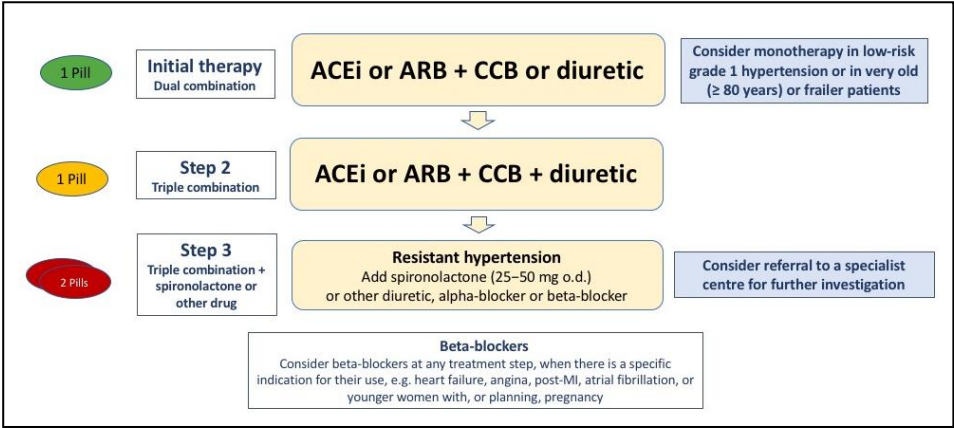 1 Pill
Initial therapy
Dual combination
ACEi or ARB + CCB or diuretic
Consider monotherapy in low-risk
grade 1 hypertension or in very old
(≥ 80 years) or frailer patients
1 Pill
Step 2
Triple combination
ACEi or ARB + CCB + diuretic
2 Pills
Step 3
Triple combination +
spironolactone or
other drug
Resistant hypertension
Add spironolactone (25–50 mg o.d.)
or other diuretic, alpha-blocker or beta-blocker
Consider referral to a specialist
centre for further investigation
Beta-blockers
Consider beta-blockers at any treatment step, when there is a specific
indication for their use, e.g. heart failure, angina, post-MI, atrial fibrillation, or
younger women with, or planning, pregnancy